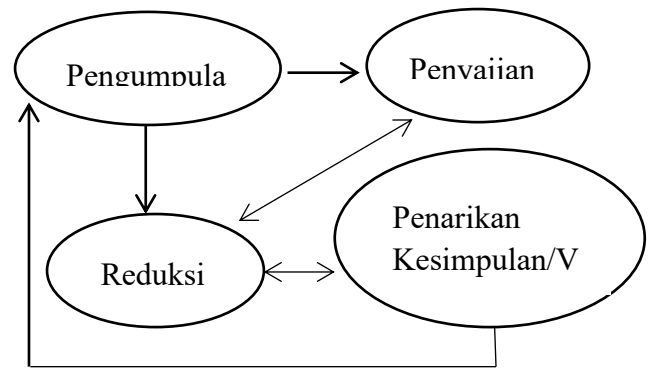 Pengumpula
Penyajian
Reduksi
Penarikan
Kesimpulan/V